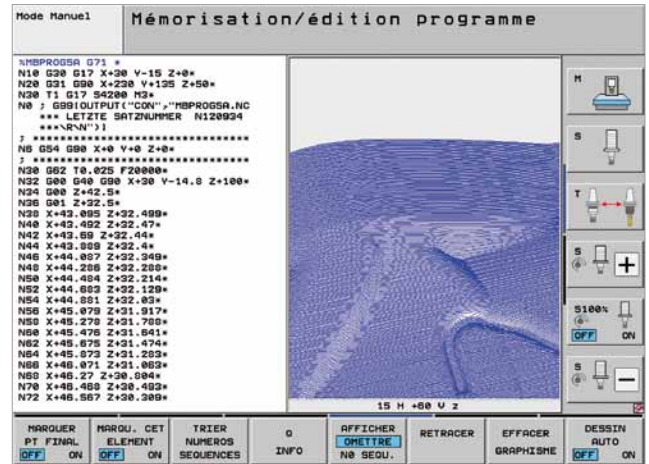 Mode Manuel
Mémorisation/édition programme
%MBPROG5A G71 *
N10 G30 G17 X+30 Y-15 Z+0*
N20 G31 G90 X+230 Y+135 Z+50*
N30 T1 G17 S4200 M3*
N0 ; G99(OUTPUT("CON","MBPROG5A.NC
*** LETZTE SATZNUMMER N120934
***\R\N")]
; **********************************
N6 G54 G90 X+0 Y+0 Z+0*
; **********************************
N30 G62 T0.025 F20000*
N32 G00 G40 G90 X+30 Y-14.8 Z+100*
N34 G00 Z+42.5*
N36 G01 Z+32.5*
N38 X+43.095 Z+32.499*
N40 X+43.492 Z+32.47*
N42 X+43.69 Z+32.44*
N44 X+43.889 Z+32.4*
N46 X+44.087 Z+32.349*
N48 X+44.286 Z+32.288*
N50 X+44.484 Z+32.214*
N52 X+44.683 Z+32.129*
N54 X+44.881 Z+32.03*
N56 X+45.079 Z+31.917*
N58 X+45.278 Z+31.788*
N60 X+45.476 Z+31.641*
N62 X+45.675 Z+31.474*
N64 X+45.873 Z+31.283*
N66 X+46.071 Z+31.063*
N68 X+46.27 Z+30.804*
N70 X+46.468 Z+30.493*
N72 X+46.567 Z+30.309*
15 H +60 V z
M
S
T
S
+
S100%
OFF ON
S
−
MARQUER
PT FINAL
OFF ON
MARQU. CET
ELEMENT
OFF ON
TRIER
NUMEROS
SEQUENCES
Q
INFO
AFFICHER
OMETTRE
N0 SEQU.
RETRACER
EFFACER
GRAPHISME
DESSIN
AUTO
OFF ON